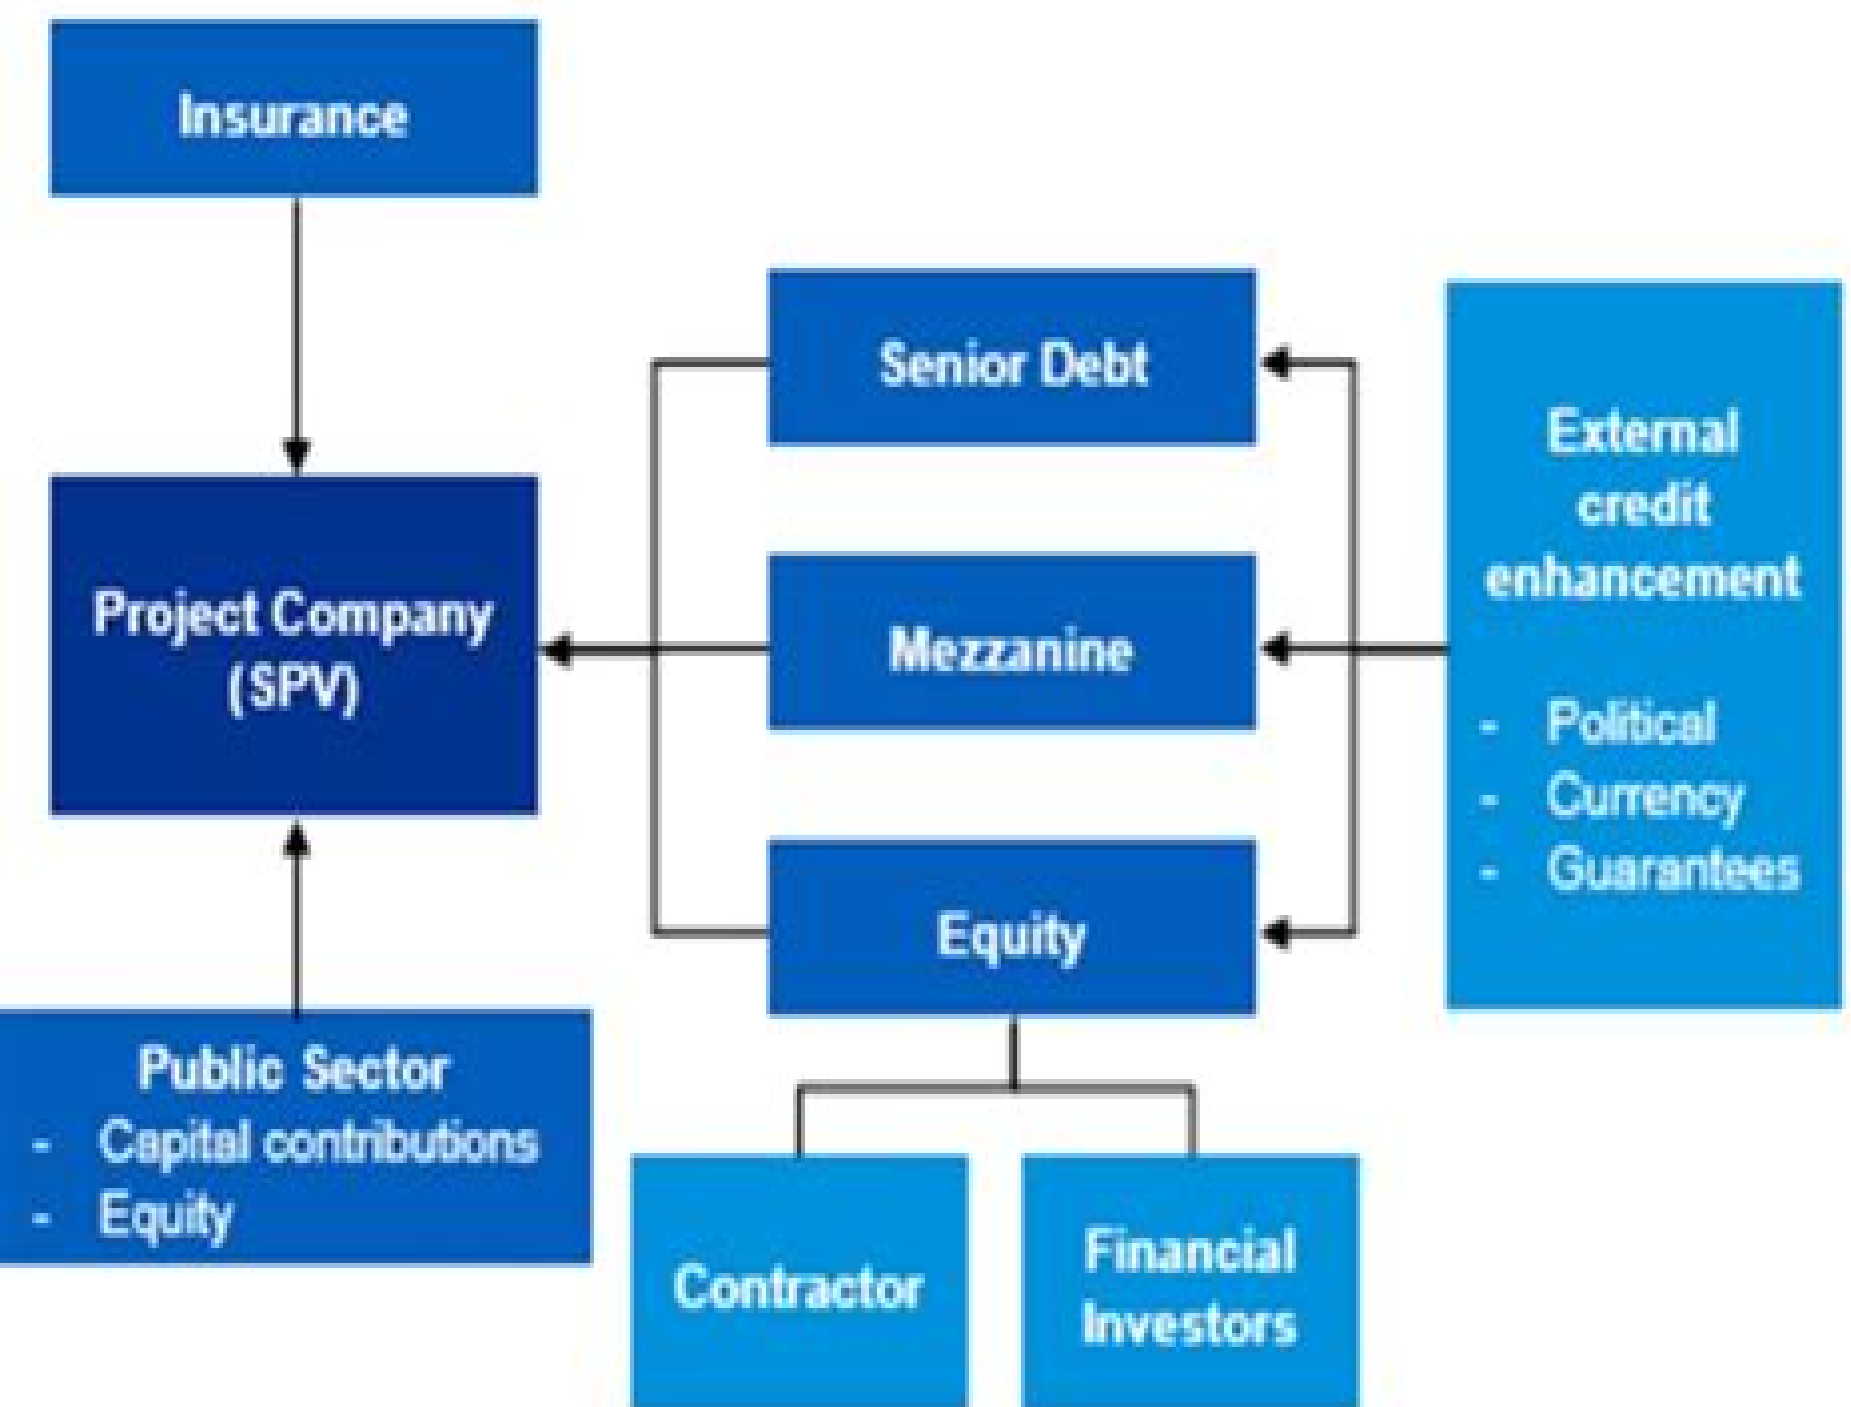 Insurance
Senior Debt
External
credit
enhancement
- Political
- Currency
- Guarantees
Project Company
(SPV)
Mezzanine
Equity
Public Sector
- Capital contributions
- Equity
Contractor
Financial
Investors